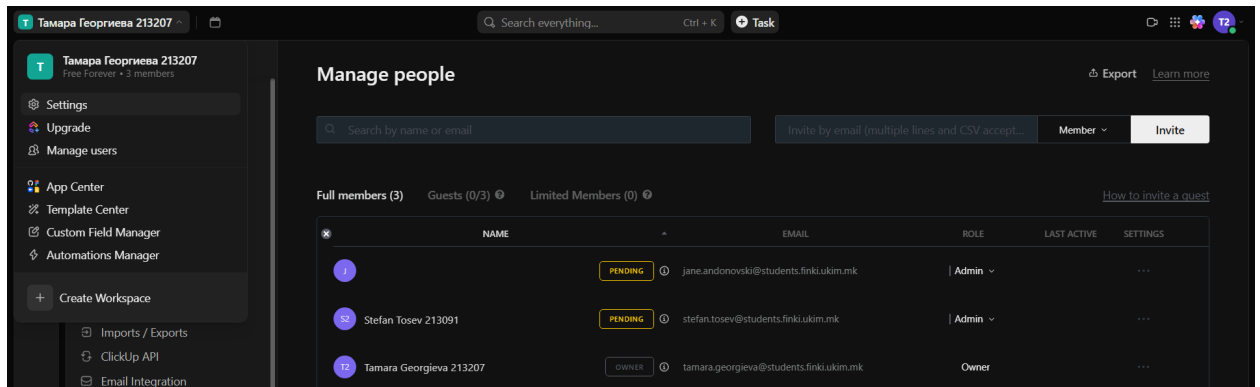 T Тамара Георгиева 213207
Search everything... Ctrl + K
Task
T2
T
Тамара Георгиева 213207
Free Forever • 3 members
Settings
Upgrade
Manage users
App Center
Template Center
Custom Field Manager
Automations Manager
+ Create Workspace
Imports / Exports
ClickUp API
Email Integration
Manage people
Export Learn more
Search by name or email
Invite by email (multiple lines and CSV accept...
Member
Invite
Full members (3) Guests (0/3) Limited Members (0)
How to invite a guest
NAME EMAIL ROLE LAST ACTIVE SETTINGS
J PENDING jane.andonovski@students.finki.ukim.mk Admin
S2 Stefan Tosev 213091 PENDING stefan.tosev@students.finki.ukim.mk Admin
T2 Tamara Georgieva 213207 OWNER tamara.georgieva@students.finki.ukim.mk Owner